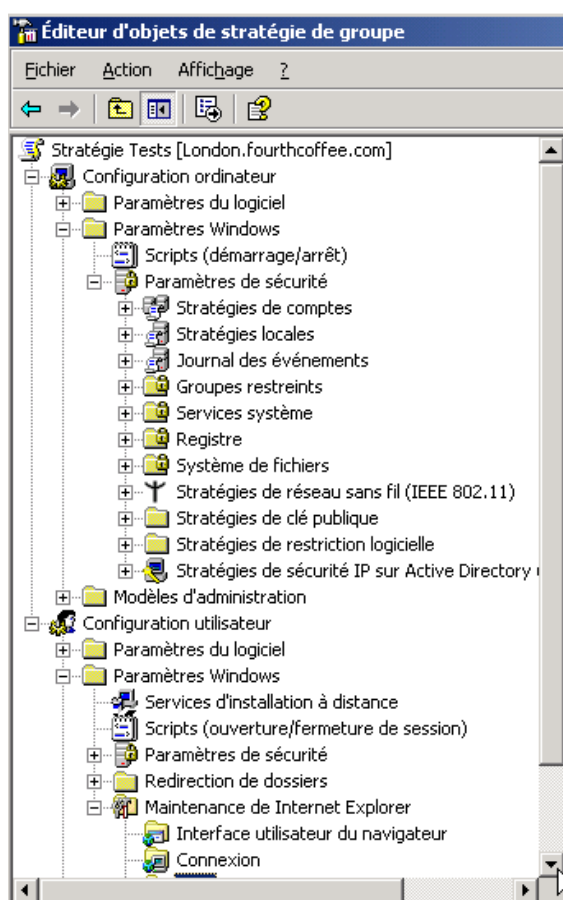 Éditeur d'objets de stratégie de groupe
Fichier Action Affichage ?
Stratégie Tests [London.fourthcoffee.com]
Configuration ordinateur
Paramètres du logiciel
Paramètres Windows
Scripts (démarrage/arrêt)
Paramètres de sécurité
Stratégies de comptes
Stratégies locales
Journal des événements
Groupes restreints
Services système
Registre
Système de fichiers
Stratégies de réseau sans fil (IEEE 802.11)
Stratégies de clé publique
Stratégies de restriction logicielle
Stratégies de sécurité IP sur Active Directory
Modèles d'administration
Configuration utilisateur
Paramètres du logiciel
Paramètres Windows
Services d'installation à distance
Scripts (ouverture/fermeture de session)
Paramètres de sécurité
Redirection de dossiers
Maintenance de Internet Explorer
Interface utilisateur du navigateur
Connexion